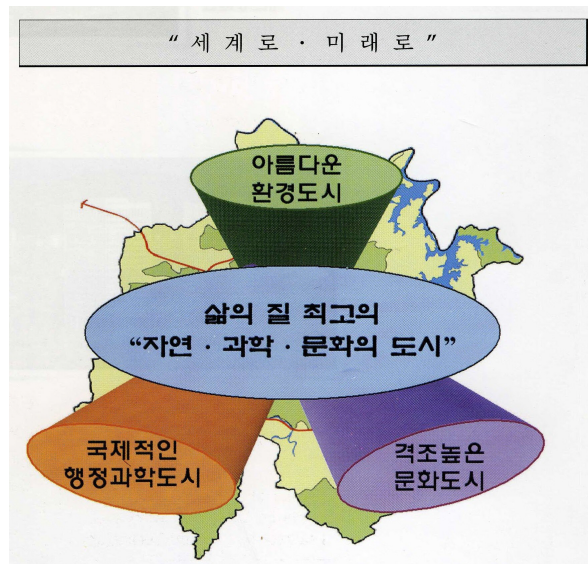 “ 세 계 로 · 미 래 로 ”
아름다운
환경도시
삶의 질 최고의
“자연 · 과학 · 문화의 도시”
국제적인
행정과학도시
격조높은
문화도시